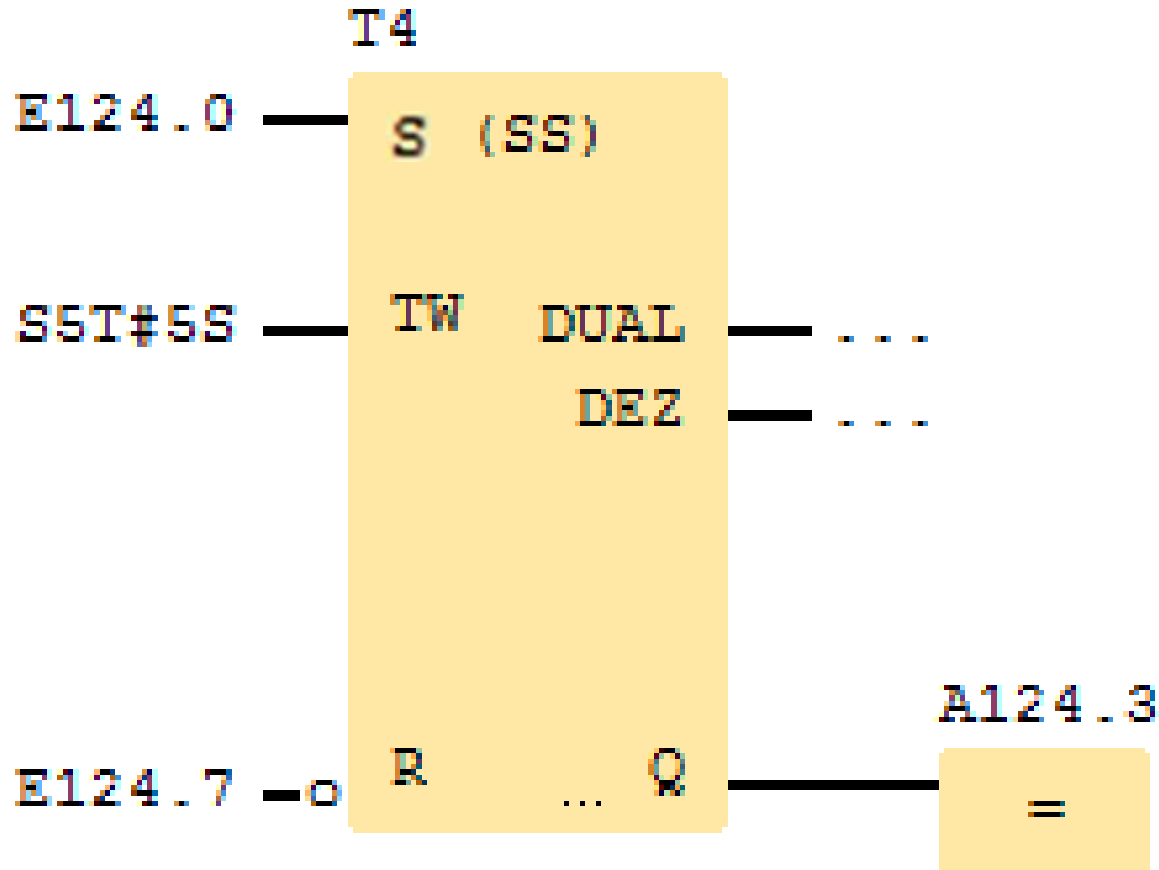 T4
E124.0 S (SS)
S5T#5S TW DUAL ...
DEZ ...
A124.3
E124.7 R ... Q
=